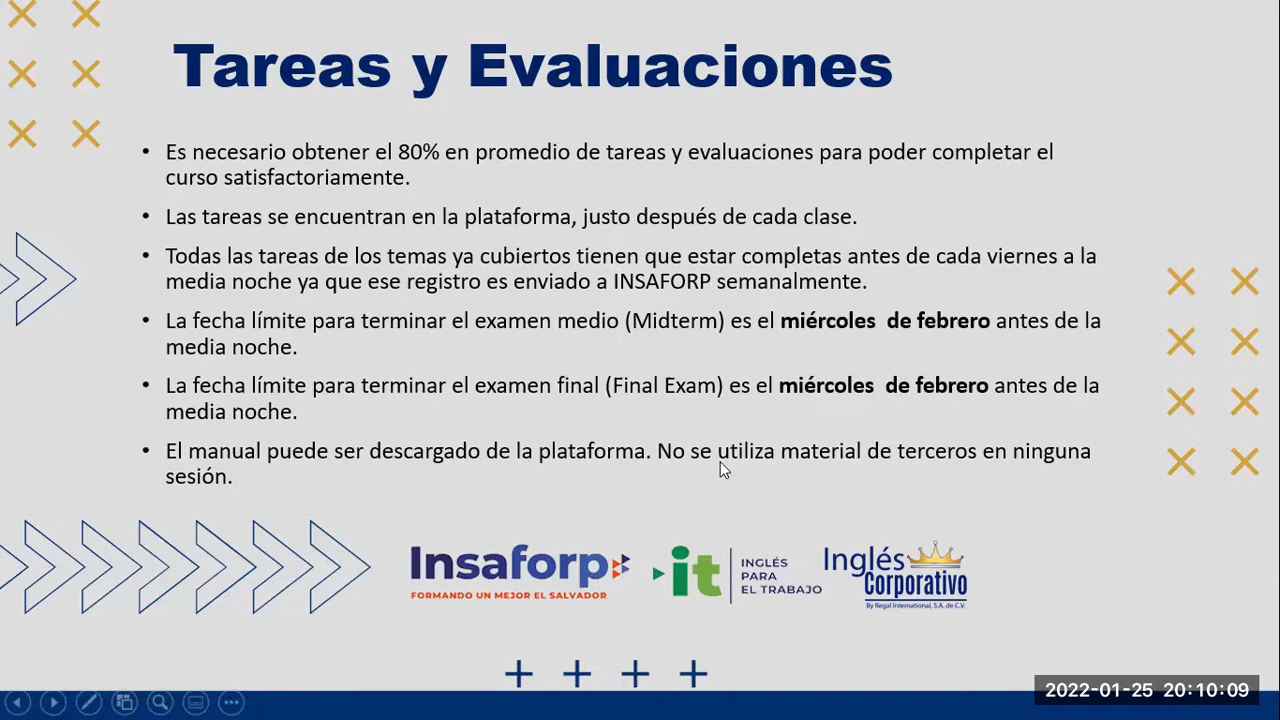 Tareas y Evaluaciones
• Es necesario obtener el 80% en promedio de tareas y evaluaciones para poder completar el
curso satisfactoriamente.
• Las tareas se encuentran en la plataforma, justo después de cada clase.
• Todas las tareas de los temas ya cubiertos tienen que estar completas antes de cada viernes a la
media noche ya que ese registro es enviado a INSAFORP semanalmente.
• La fecha límite para terminar el examen medio (Midterm) es el miércoles  de febrero antes de la
media noche.
• La fecha límite para terminar el examen final (Final Exam) es el miércoles  de febrero antes de la
media noche.
• El manual puede ser descargado de la plataforma. No se utiliza material de terceros en ninguna
sesión.
Insaforp
FORMANDO UN MEJOR EL SALVADOR
it
INGLÉS
PARA
EL TRABAJO
Inglés
Corporativo
By Regal International, S.A. de C.V.
2022-01-25 20:10:09